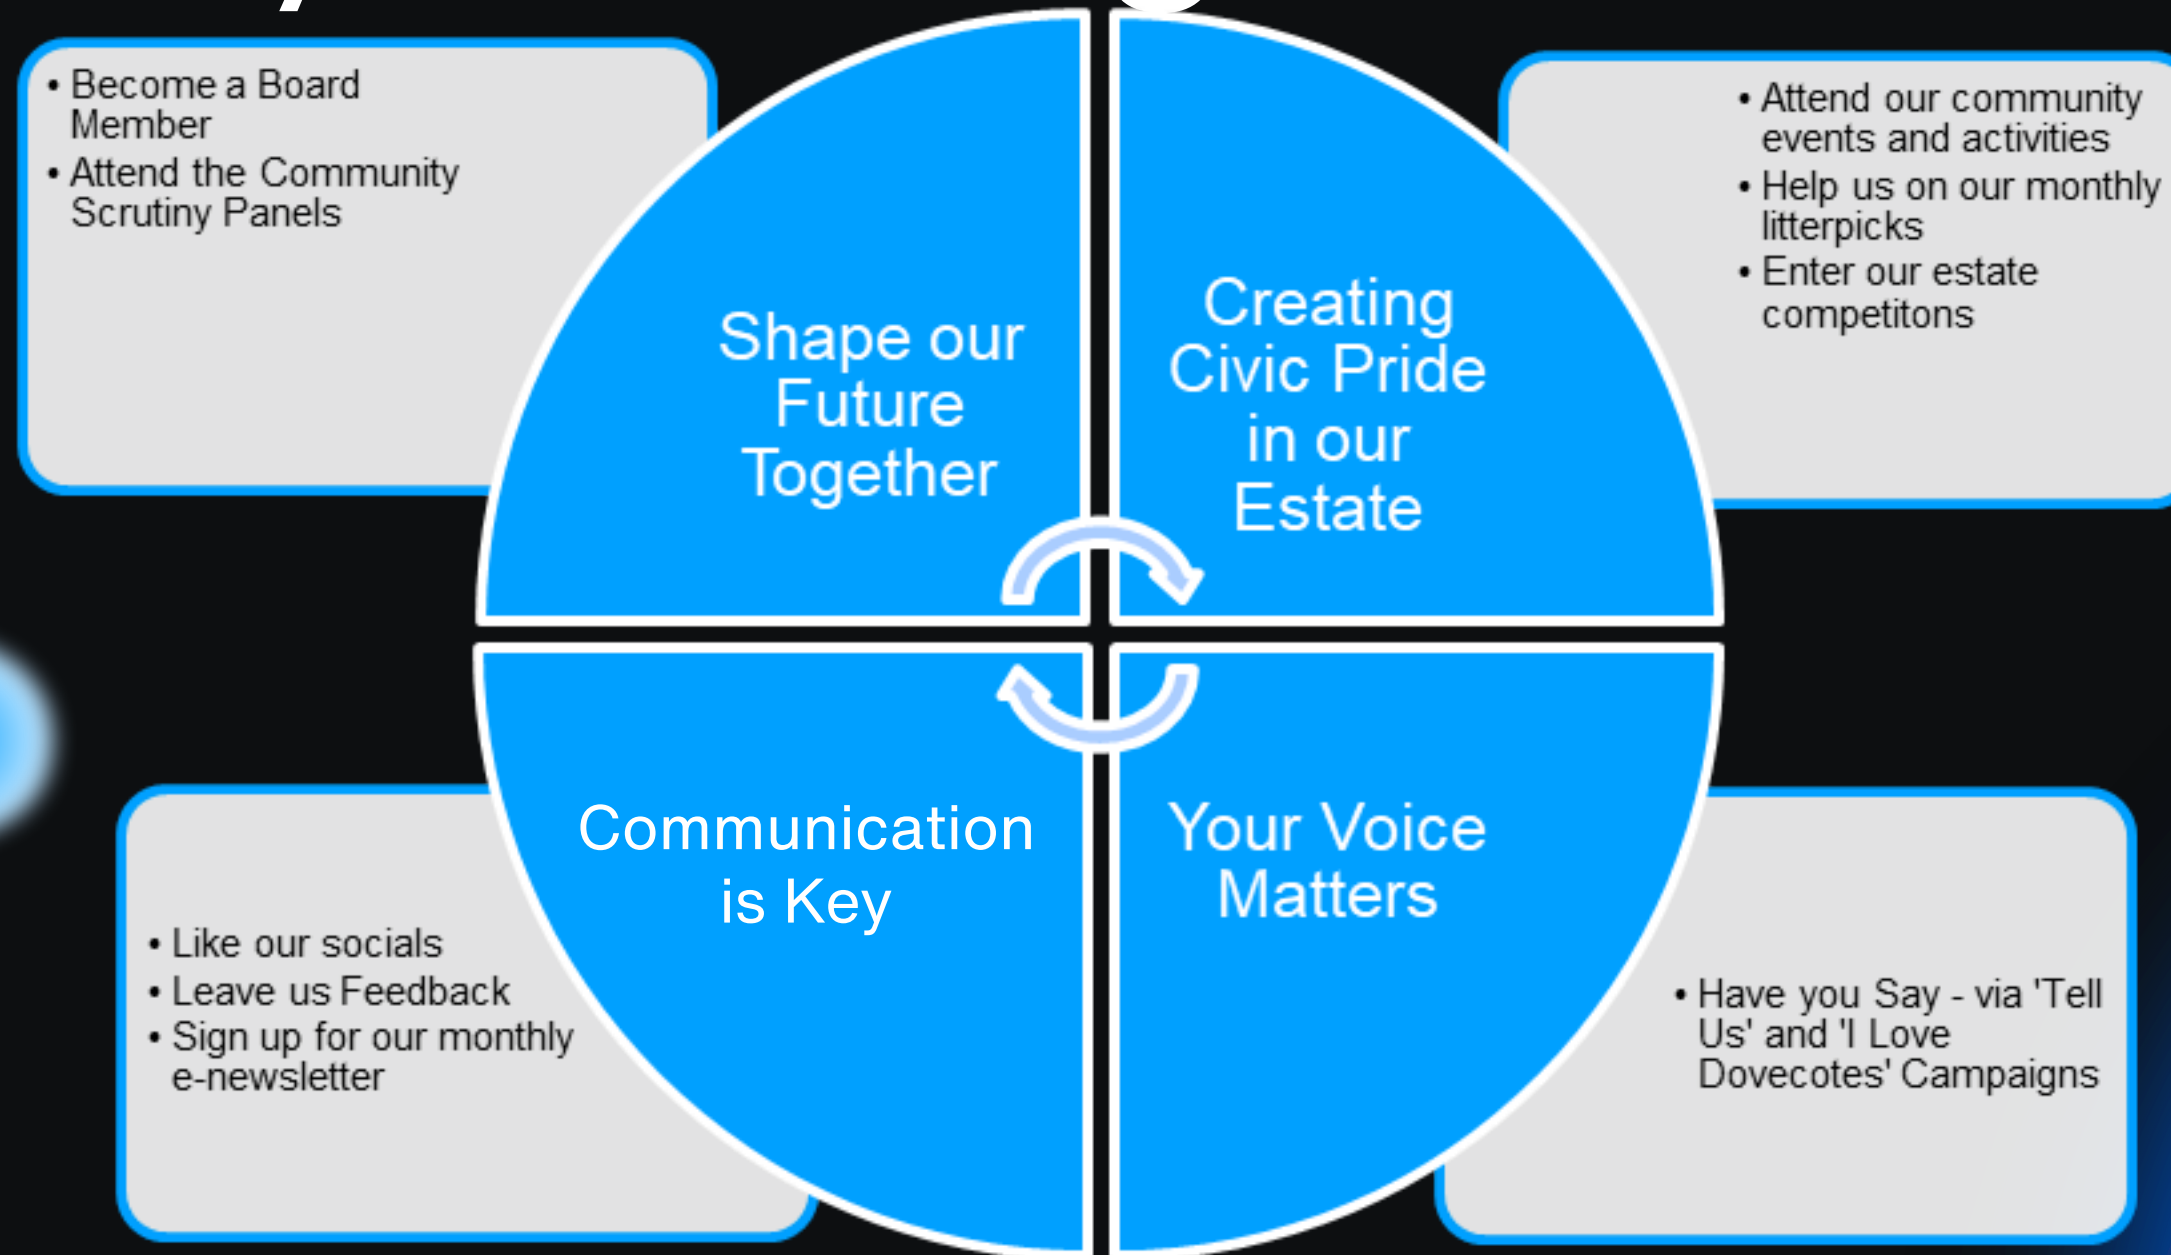 • Become a Board
Member
• Attend the Community
Scrutiny Panels
Shape our
Future
Together
Creating
Civic Pride
in our
Estate
• Attend our community
events and activities
• Help us on our monthly
litterpicks
• Enter our estate
competitons
Communication
is Key
• Like our socials
• Leave us Feedback
• Sign up for our monthly
e-newsletter
Your Voice
Matters
• Have you Say - via 'Tell
Us' and 'I Love
Dovecotes' Campaigns